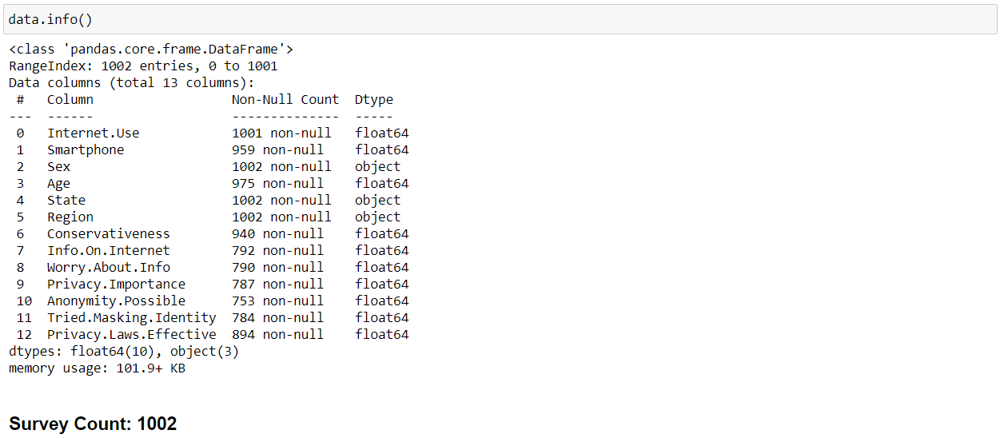 data.info()
<class 'pandas.core.frame.DataFrame'>
RangeIndex: 1002 entries, 0 to 1001
Data columns (total 13 columns):
 #   Column                  Non-Null Count  Dtype
---  ------                  --------------  -----
 0   Internet.Use            1001 non-null   float64
 1   Smartphone              959 non-null    float64
 2   Sex                     1002 non-null   object
 3   Age                     975 non-null    float64
 4   State                   1002 non-null   object
 5   Region                  1002 non-null   object
 6   Conservativeness        940 non-null    float64
 7   Info.On.Internet        792 non-null    float64
 8   Worry.About.Info        790 non-null    float64
 9   Privacy.Importance      787 non-null    float64
 10  Anonymity.Possible      753 non-null    float64
 11  Tried.Masking.Identity  784 non-null    float64
 12  Privacy.Laws.Effective  894 non-null    float64
dtypes: float64(10), object(3)
memory usage: 101.9+ KB
Survey Count: 1002